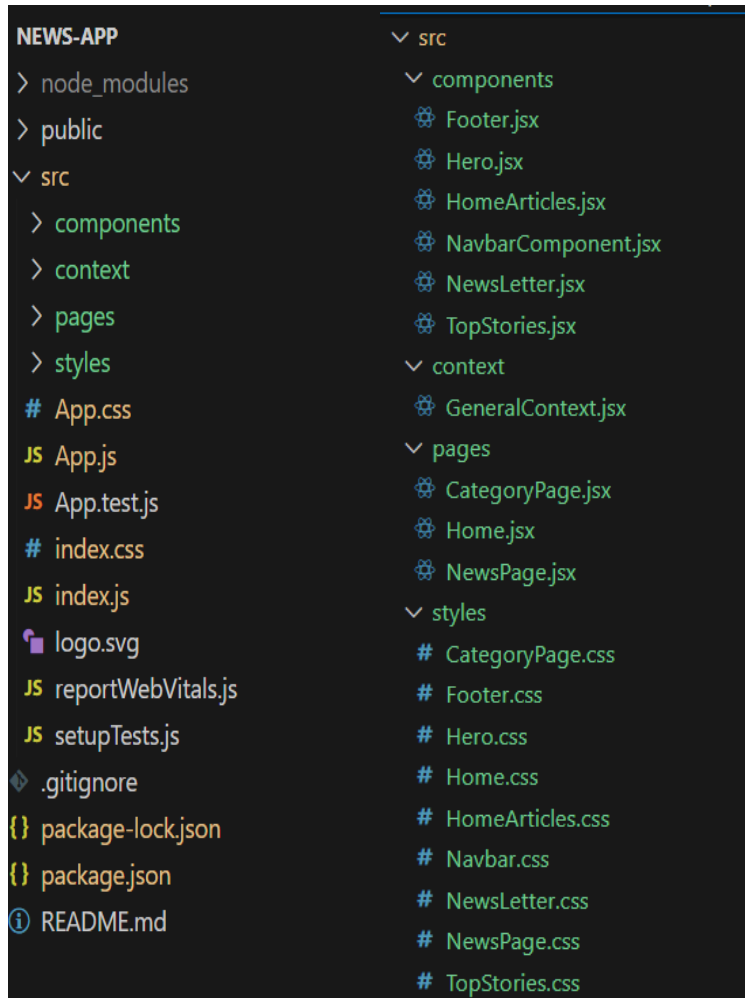 NEWS-APP
node_modules
public
src
components
context
pages
styles
# App.css
JS App.js
JS App.test.js
# index.css
JS index.js
logo.svg
JS reportWebVitals.js
JS setupTests.js
.gitignore
{} package-lock.json
{} package.json
README.md
src
components
Footer.jsx
Hero.jsx
HomeArticles.jsx
NavbarComponent.jsx
NewsLetter.jsx
TopStories.jsx
context
GeneralContext.jsx
pages
CategoryPage.jsx
Home.jsx
NewsPage.jsx
styles
# CategoryPage.css
# Footer.css
# Hero.css
# Home.css
# HomeArticles.css
# Navbar.css
# NewsLetter.css
# NewsPage.css
# TopStories.css